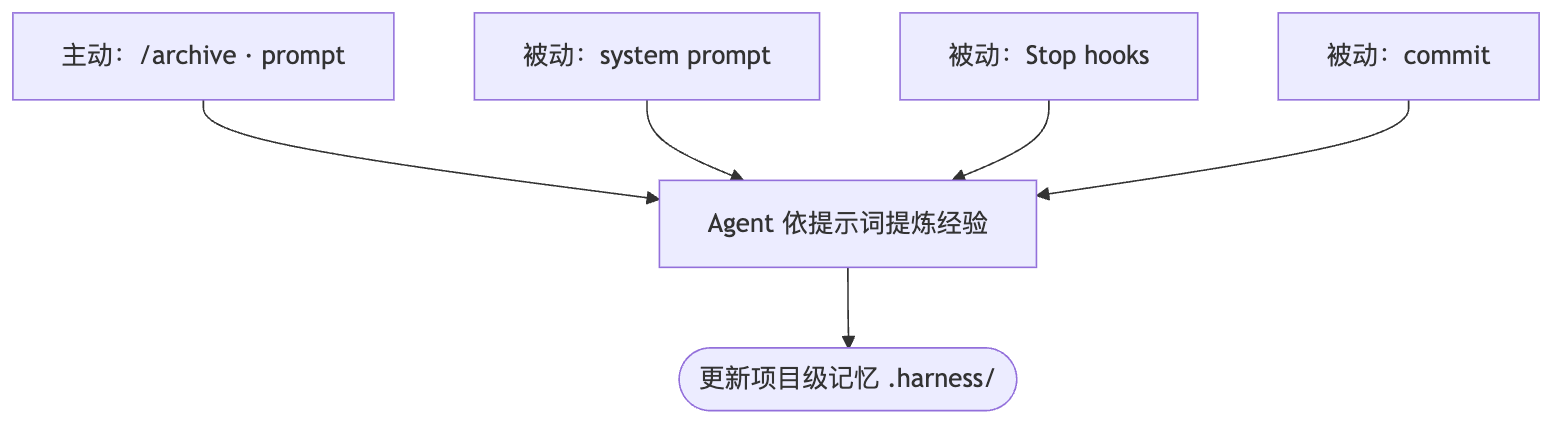 主动：/archive · prompt
被动：system prompt
被动：Stop hooks
被动：commit
Agent 依提示词提炼经验
更新项目级记忆 .harness/